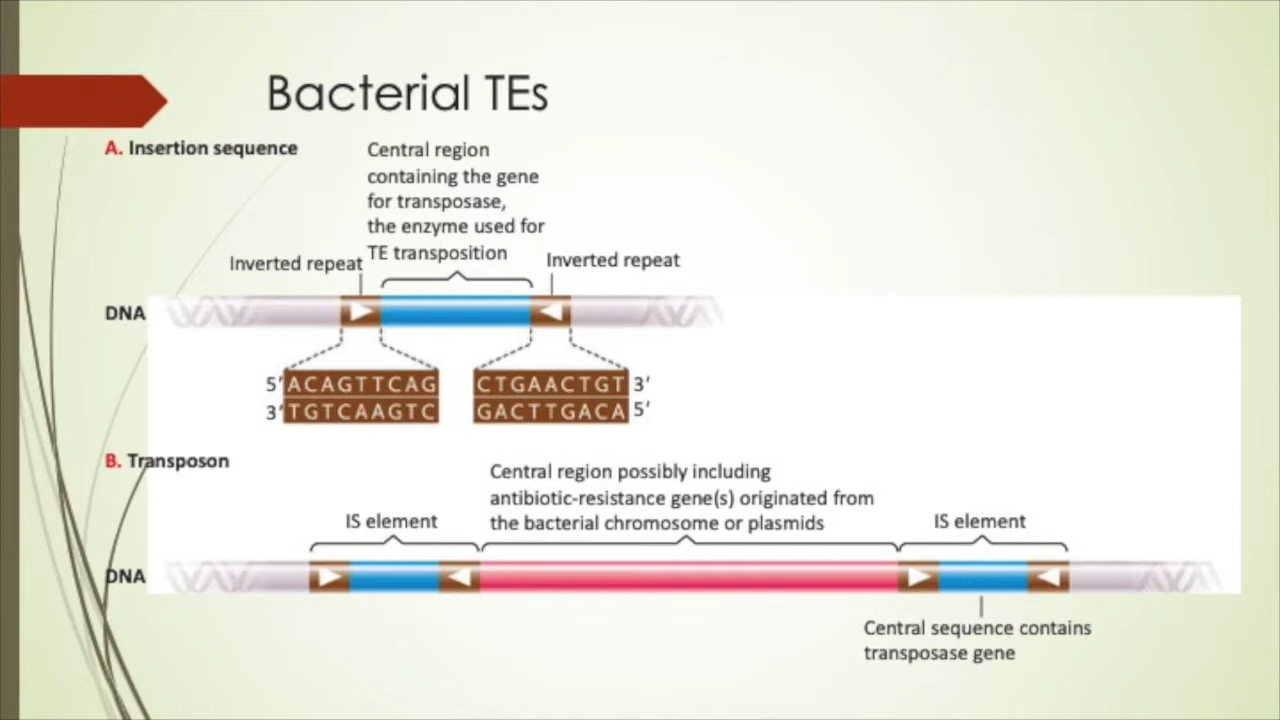 Bacterial TEs
A. Insertion sequence
Central region
containing the gene
for transposase,
the enzyme used for
TE transposition
Inverted repeat
Inverted repeat
DNA
5′ ACAGTTCAG
3′ TGTCAAGTC
CTGAACTGT 3′
GACTTGACA 5′
B. Transposon
Central region possibly including
antibiotic-resistance gene(s) originated from
the bacterial chromosome or plasmids
IS element
IS element
DNA
Central sequence contains
transposase gene